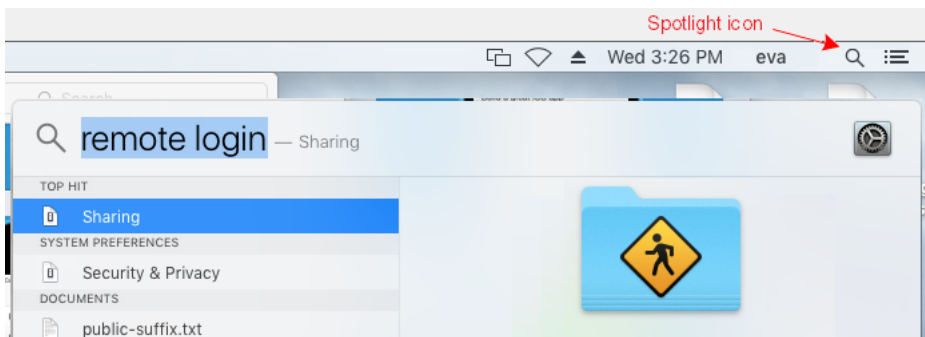 Spotlight icon
Wed 3:26 PM eva
Search
remote login — Sharing
TOP HIT
Sharing
SYSTEM PREFERENCES
Security & Privacy
DOCUMENTS
public-suffix.txt